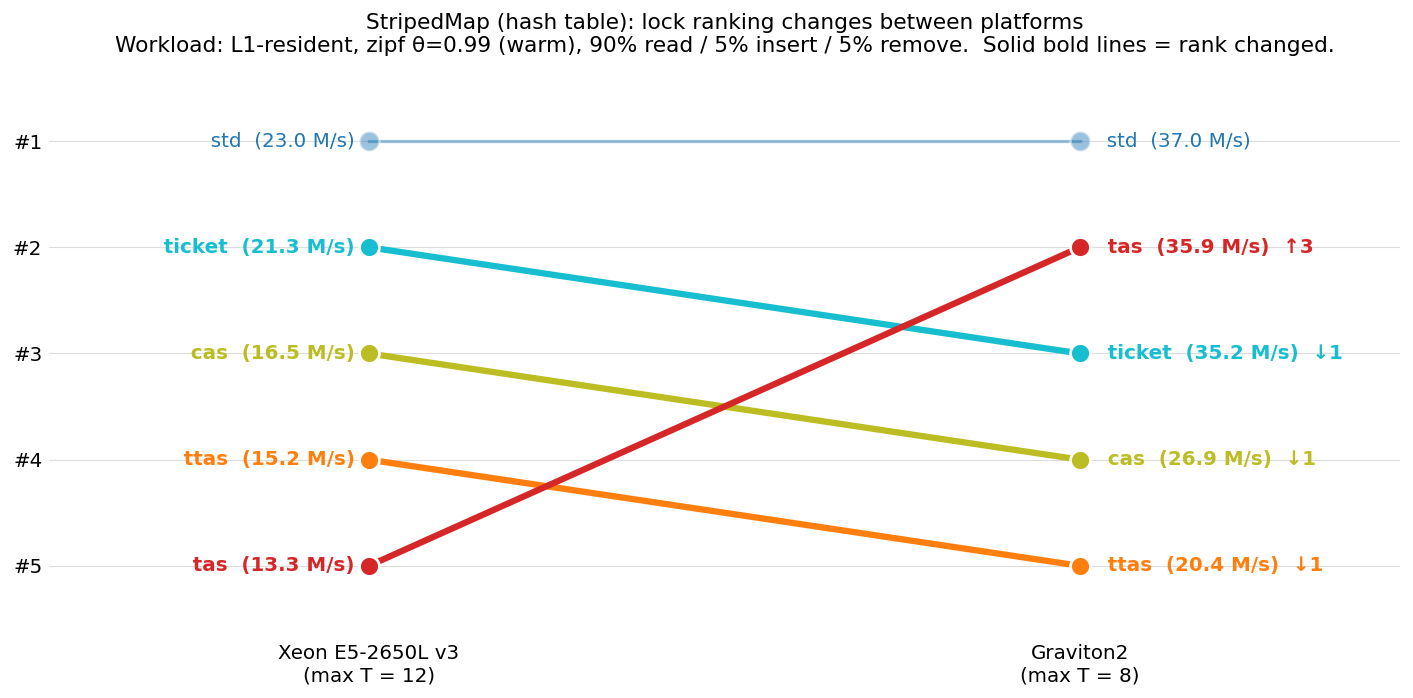 StripedMap (hash table): lock ranking changes between platforms
Workload: L1-resident, zipf θ=0.99 (warm), 90% read / 5% insert / 5% remove.  Solid bold lines = rank changed.
#1
std  (23.0 M/s)
std  (37.0 M/s)
#2
ticket  (21.3 M/s)
tas  (35.9 M/s)  ↑3
#3
cas  (16.5 M/s)
ticket  (35.2 M/s)  ↓1
#4
ttas  (15.2 M/s)
cas  (26.9 M/s)  ↓1
#5
tas  (13.3 M/s)
ttas  (20.4 M/s)  ↓1
Xeon E5-2650L v3
(max T = 12)
Graviton2
(max T = 8)